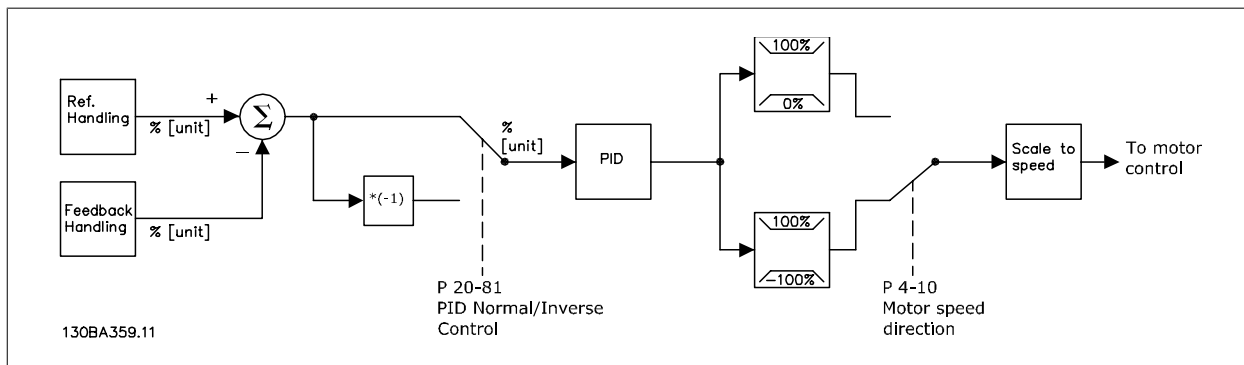 Ref.
Handling
+
% [unit]
Σ
−
Feedback
Handling
% [unit]
*(-1)
%
[unit]
P 20-81
PID Normal/Inverse
Control
PID
100%
0%
100%
-100%
P 4-10
Motor speed
direction
Scale to
speed
To motor
control
130BA359.11